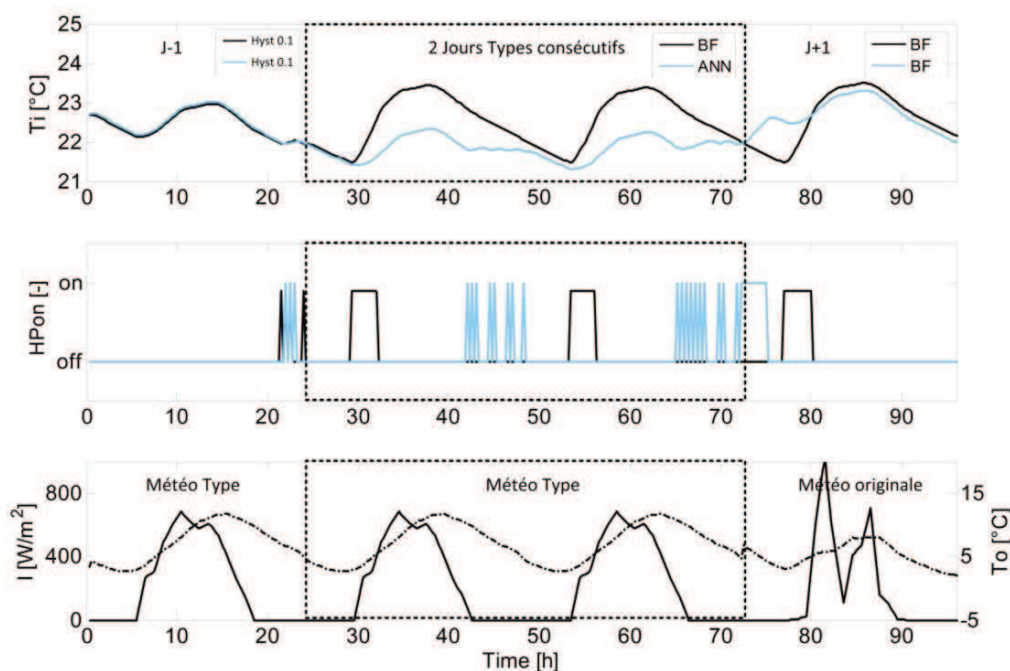 25
24
23
22
21
Ti [°C]
J-1
Hyst 0.1
Hyst 0.1
2 Jours Types consécutifs
BF
ANN
J+1
BF
BF
0 10 20 30 40 50 60 70 80 90
HPon [-]
on
off
0 10 20 30 40 50 60 70 80 90
I [W/m²]
800
400
0
Météo Type
Météo Type
Météo originale
15
5
-5
To [°C]
0 10 20 30 40 50 60 70 80 90
Time [h]